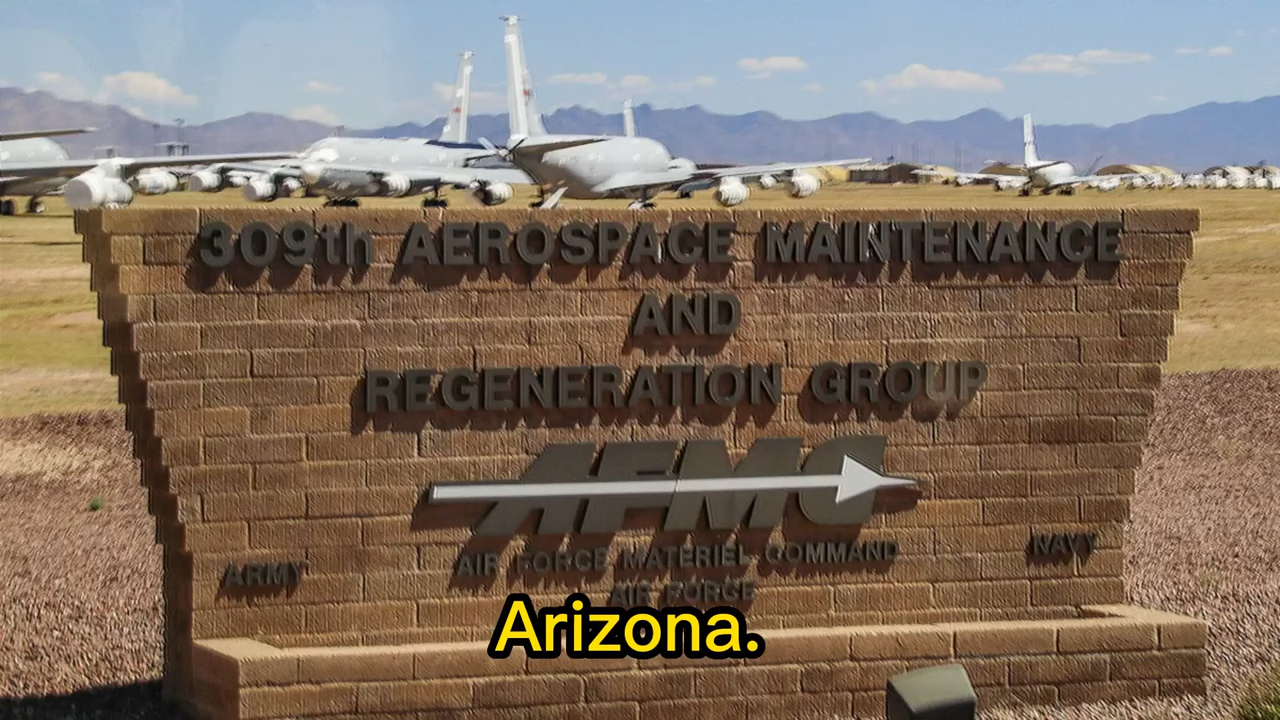 309th AEROSPACE MAINTENANCE
AND
REGENERATION GROUP
AFMC
AIR FORCE MATERIEL COMMAND
ARMY
NAVY
AIR FORCE
Arizona.